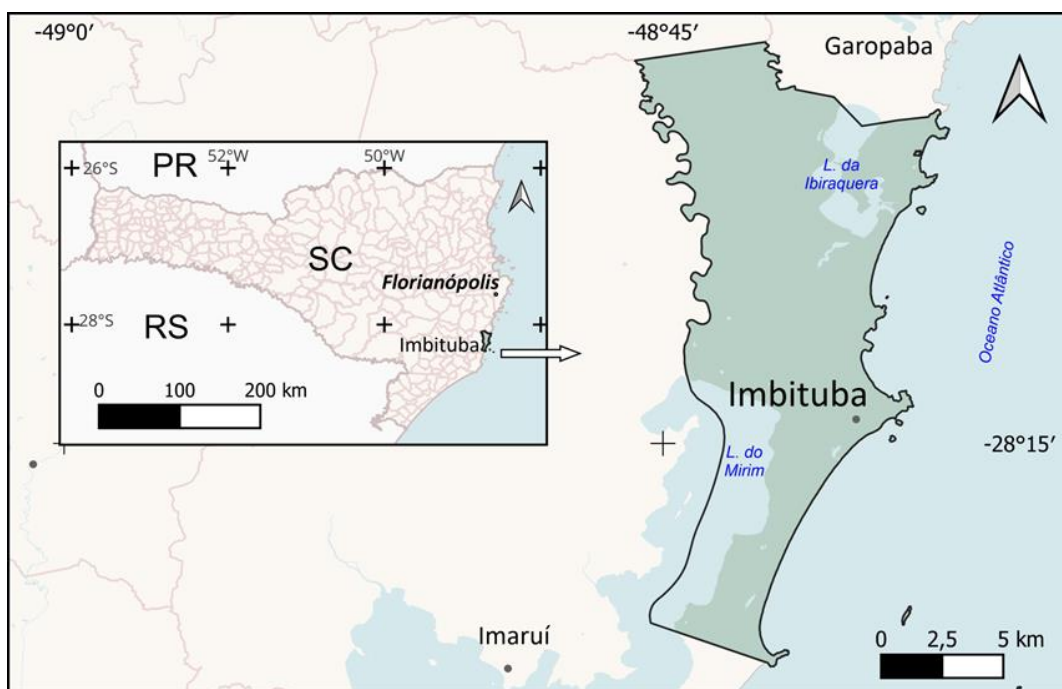 -49°0′
-48°45′
Garopaba
L. da
Ibiraquera
Oceano Atlântico
PR
26°S
52°W
50°W
SC
Florianópolis
RS
28°S
Imbituba
0 100 200 km
Imbituba
-28°15′
L. do
Mirim
Imaruí
0 2,5 5 km